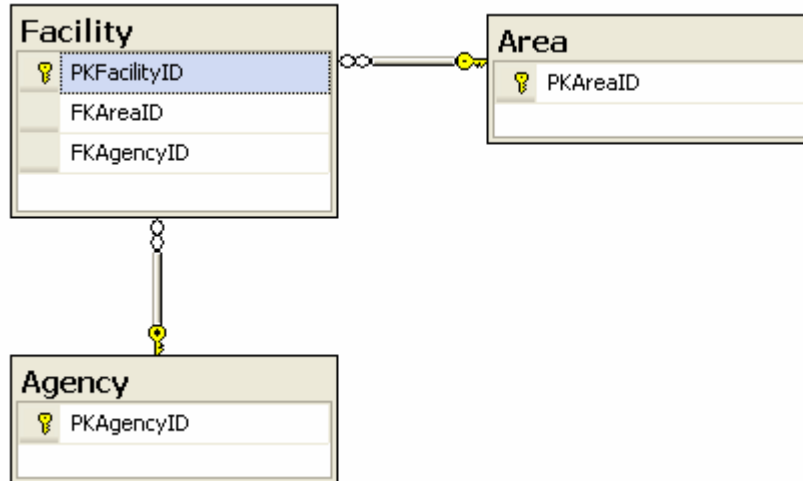 Facility
PKFacilityID
FKAreaID
FKAgencyID
Area
PKAreaID
Agency
PKAgencyID